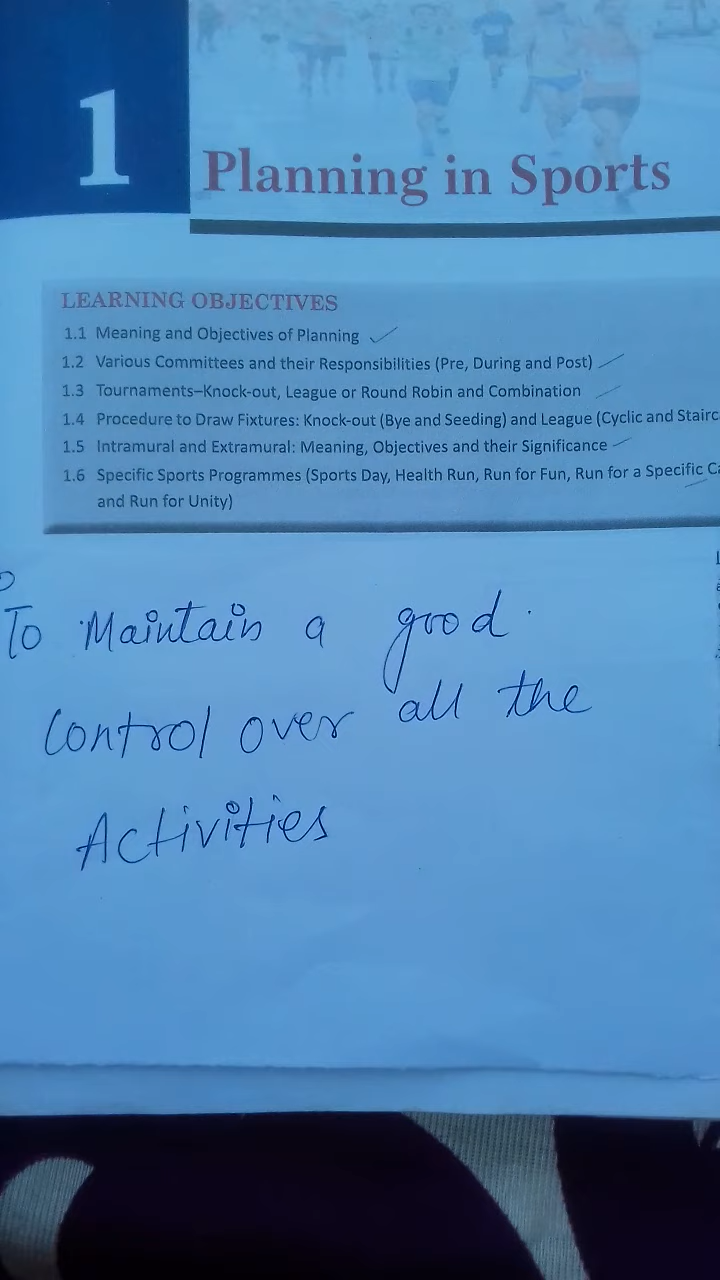 1
Planning in Sports
LEARNING OBJECTIVES
1.1 Meaning and Objectives of Planning
1.2 Various Committees and their Responsibilities (Pre, During and Post)
1.3 Tournaments–Knock-out, League or Round Robin and Combination
1.4 Procedure to Draw Fixtures: Knock-out (Bye and Seeding) and League (Cyclic and Stairc
1.5 Intramural and Extramural: Meaning, Objectives and their Significance
1.6 Specific Sports Programmes (Sports Day, Health Run, Run for Fun, Run for a Specific Ca
and Run for Unity)
To Maintain a good
Control over all the
Activities